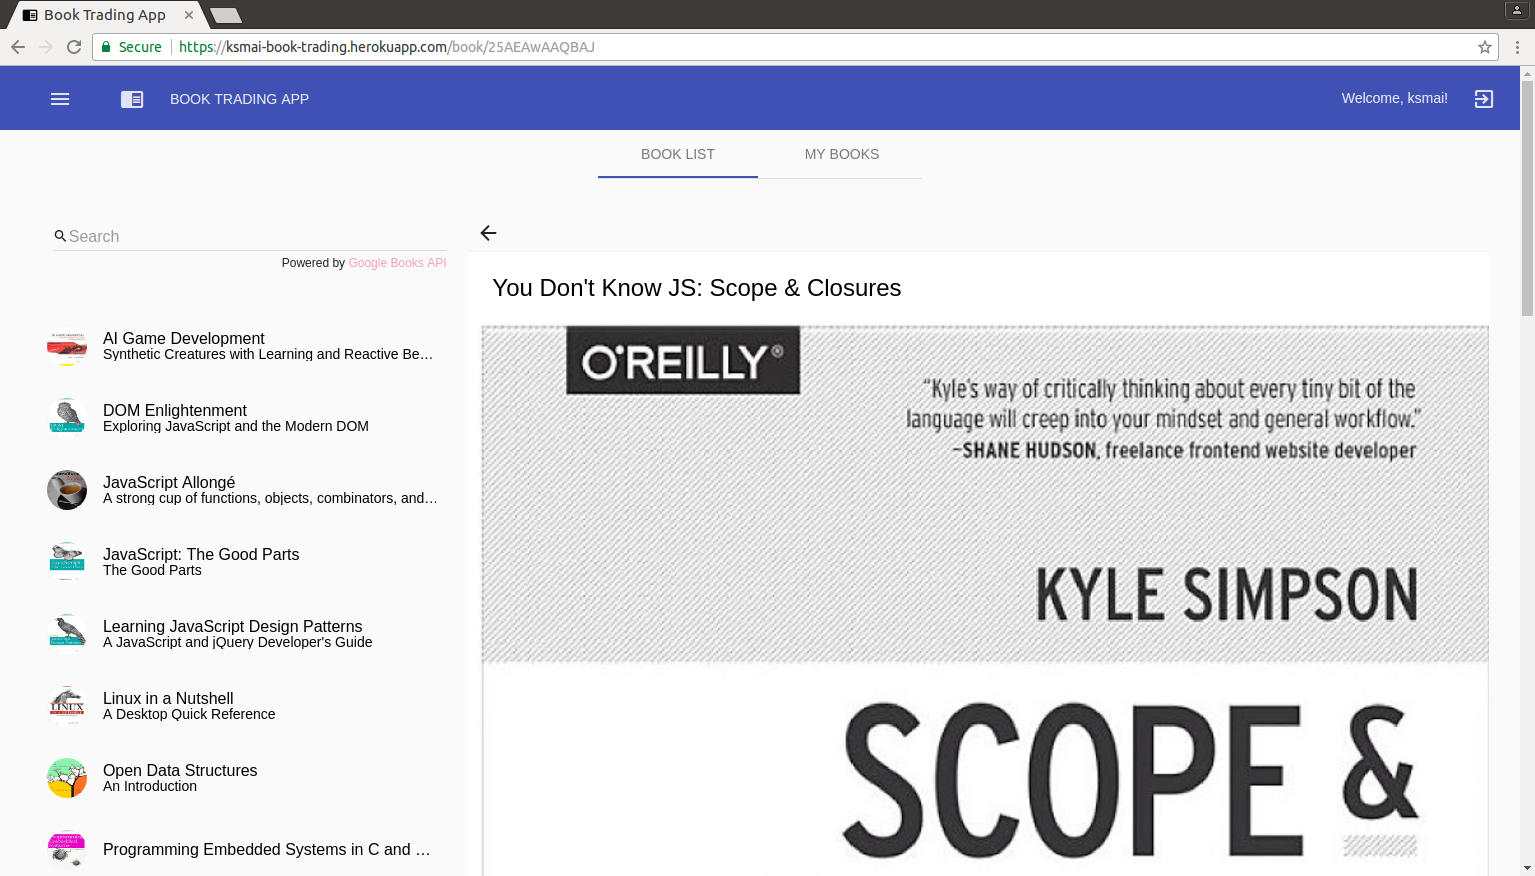 Book Trading App
Secure
https://ksmai-book-trading.herokuapp.com/book/25AEAwAAQBAJ
BOOK TRADING APP
Welcome, ksmai!
BOOK LIST
MY BOOKS
Search
Powered by Google Books API
AI Game Development
Synthetic Creatures with Learning and Reactive Be…
DOM Enlightenment
Exploring JavaScript and the Modern DOM
JavaScript Allongé
A strong cup of functions, objects, combinators, and…
JavaScript: The Good Parts
The Good Parts
Learning JavaScript Design Patterns
A JavaScript and jQuery Developer's Guide
Linux in a Nutshell
A Desktop Quick Reference
LINUX
Open Data Structures
An Introduction
Programming Embedded Systems in C and …
You Don't Know JS: Scope & Closures
O'REILLY®
“Kyle's way of critically thinking about every tiny bit of the
language will creep into your mindset and general workflow.”
–SHANE HUDSON, freelance frontend website developer
KYLE SIMPSON
SCOPE &